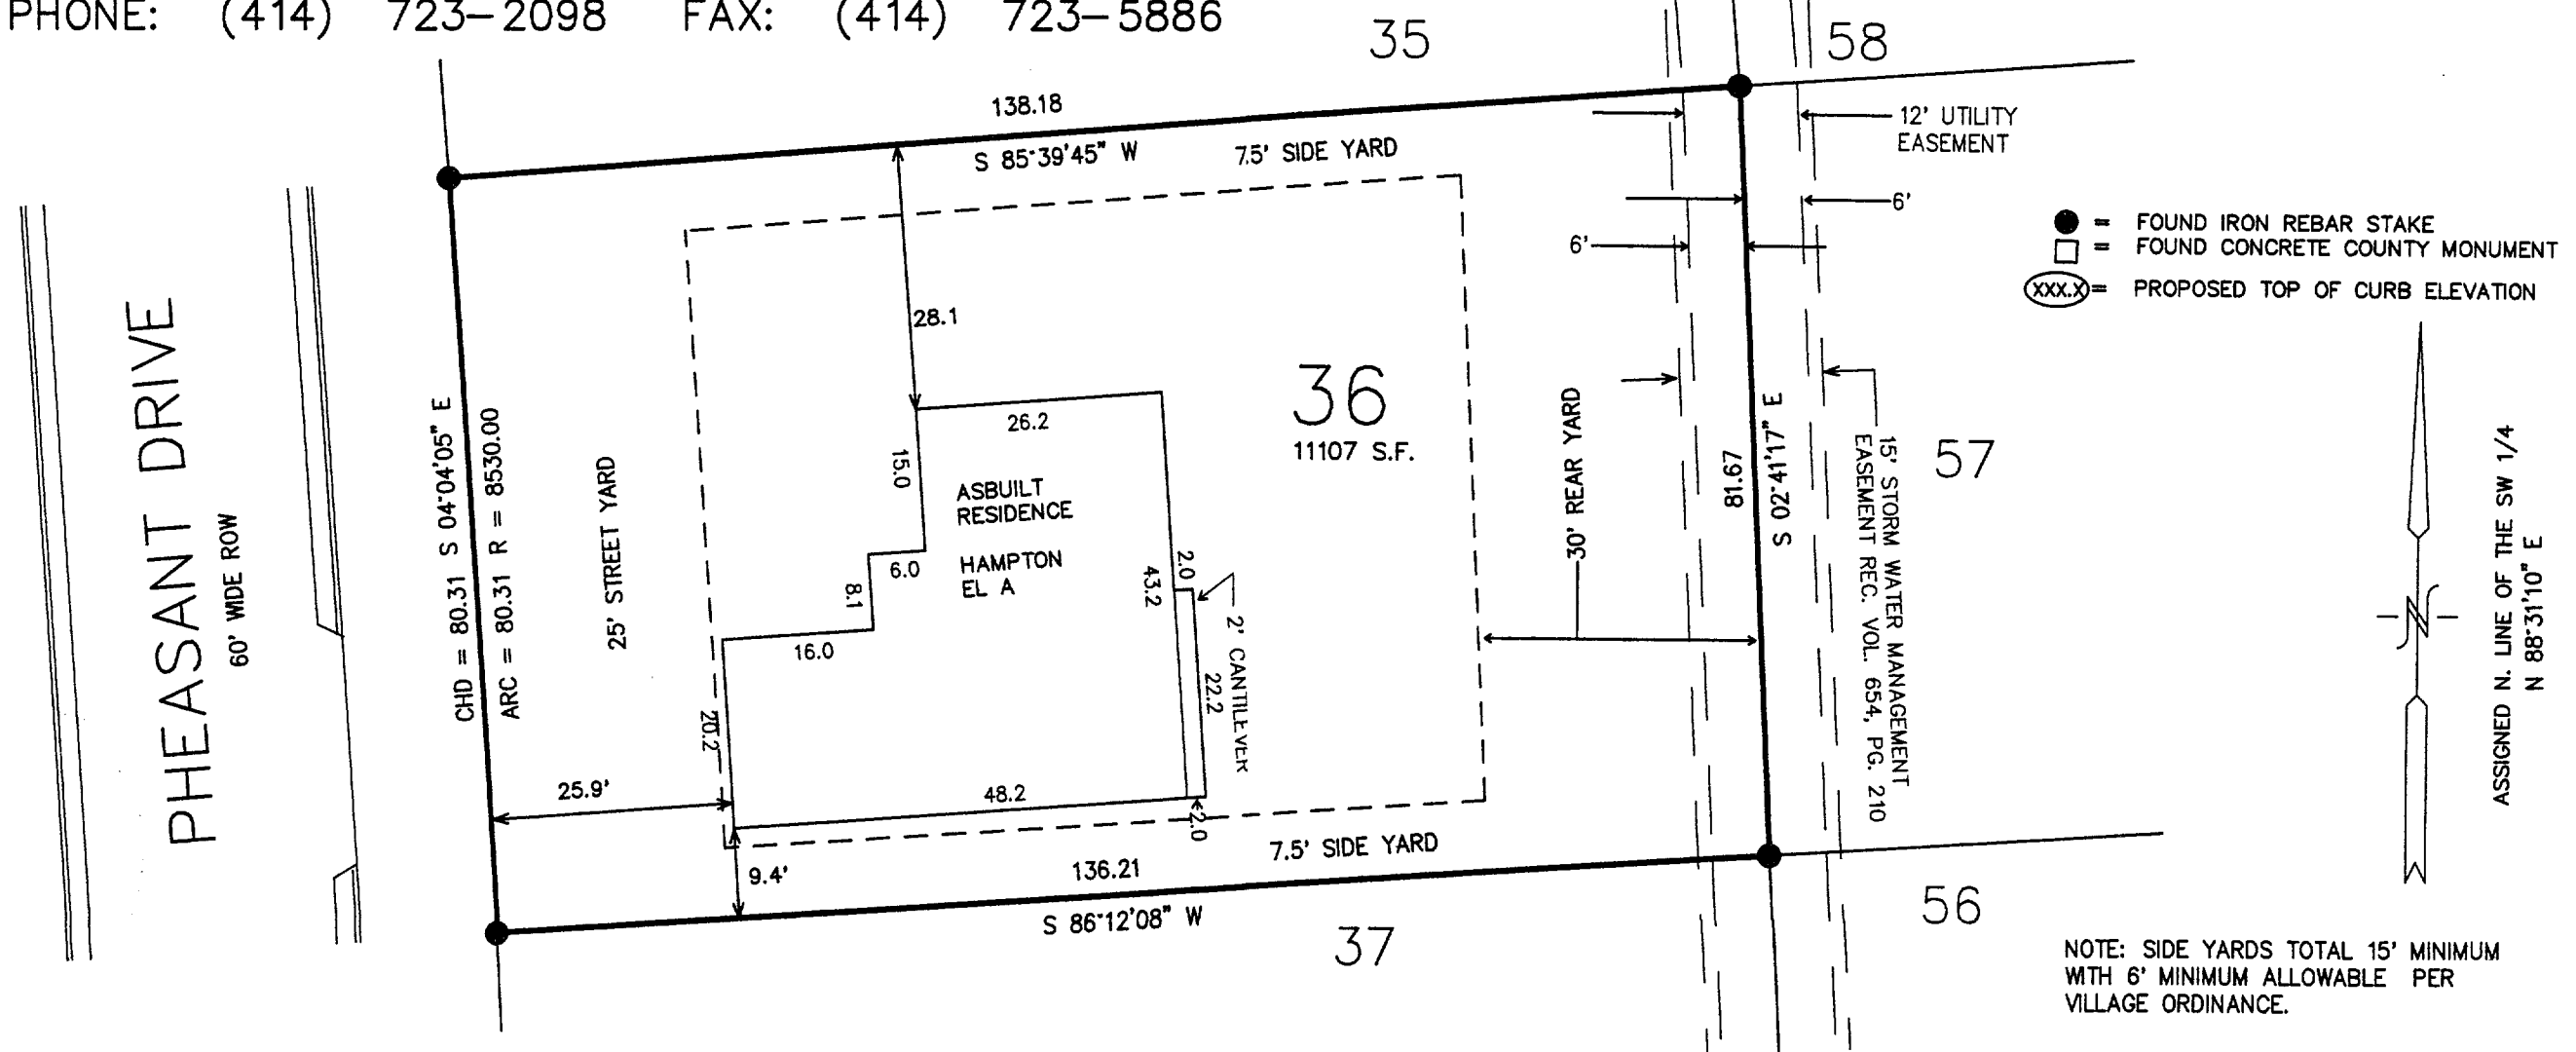 PHONE: (414) 723-2098 FAX: (414) 723-5886
35
58
138.18
S 85°39'45" W
7.5' SIDE YARD
12' UTILITY
EASEMENT
6'
6'
● = FOUND IRON REBAR STAKE
□ = FOUND CONCRETE COUNTY MONUMENT
XXX.X = PROPOSED TOP OF CURB ELEVATION
PHEASANT DRIVE
60' WIDE ROW
CHD = 80.31 S 04°04'05" E
ARC = 80.31 R = 8530.00
25' STREET YARD
28.1
26.2
15.0
ASBUILT
RESIDENCE
HAMPTON
EL A
6.0
8.1
16.0
20.2
43.2
2.0
22.2
2' CANTILEVER
36
11107 S.F.
30' REAR YARD
81.67
S 02°41'17" E
15' STORM WATER MANAGEMENT
EASEMENT REC. VOL. 654, PG. 210
57
N
ASSIGNED N. LINE OF THE SW 1/4
N 88°31'10" E
25.9'
48.2
2.0
9.4'
136.21
7.5' SIDE YARD
S 86°12'08" W
37
56
NOTE: SIDE YARDS TOTAL 15' MINIMUM
WITH 6' MINIMUM ALLOWABLE PER
VILLAGE ORDINANCE.